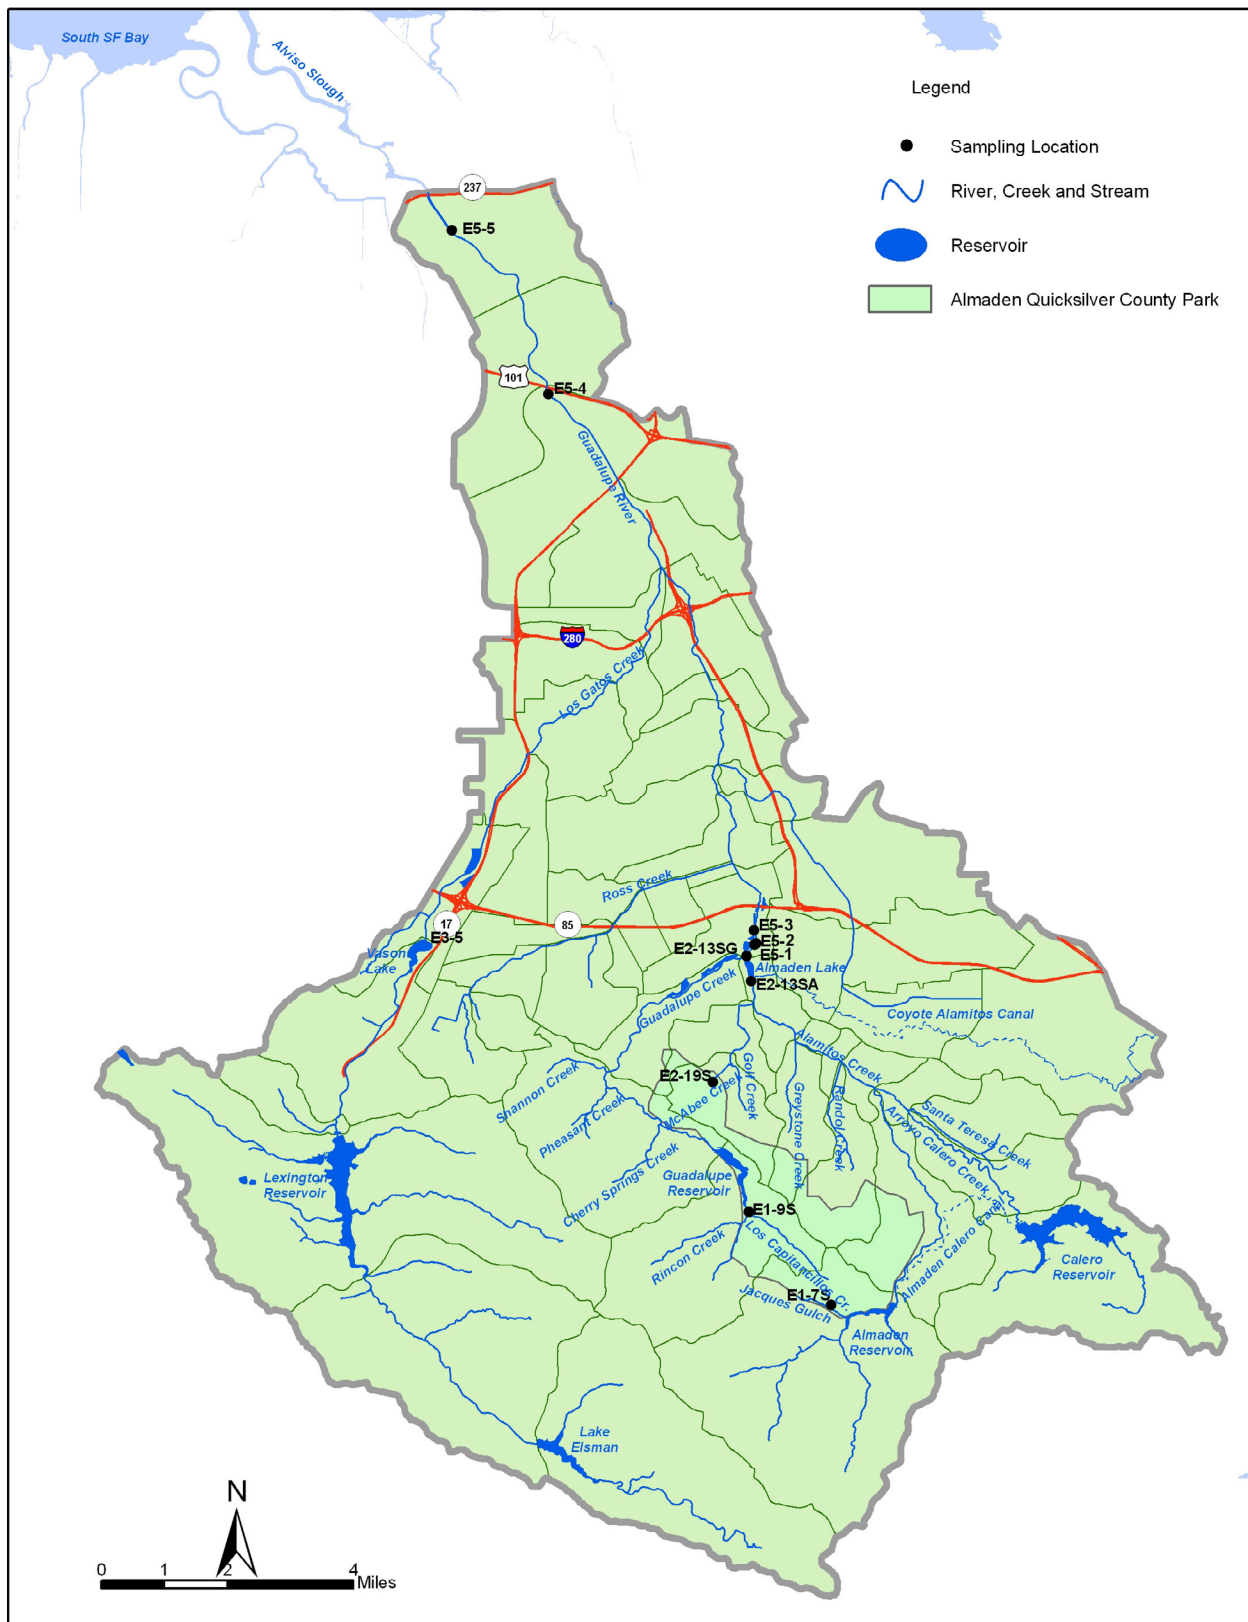 South SF Bay
Alviso Slough
Legend
Sampling Location
River, Creek and Stream
Reservoir
Almaden Quicksilver County Park
237
E5-5
101
E5-4
Guadalupe River
280
Los Gatos Creek
Ross Creek
17
85
E3-5
Vason
Lake
E5-3
E5-2
E2-13SG
E5-1
Almaden Lake
E2-13SA
Guadalupe Creek
Coyote Alamitos Canal
Alamitos Creek
Shannon Creek
E2-19S
McAbee Creek
Golf Creek
Greystone Creek
Randol Creek
Santa Teresa Creek
Arroyo Calero Creek
Pheasant Creek
Lexington
Reservoir
Cherry Springs Creek
Guadalupe
Reservoir
E1-9S
Rincon Creek
Los Capitancillos Cr.
Almaden Calero Canal
Calero
Reservoir
E1-7S
Jacques Gulch
Almaden
Reservoir
Lake
Elsman
N
0 1 2 4
Miles